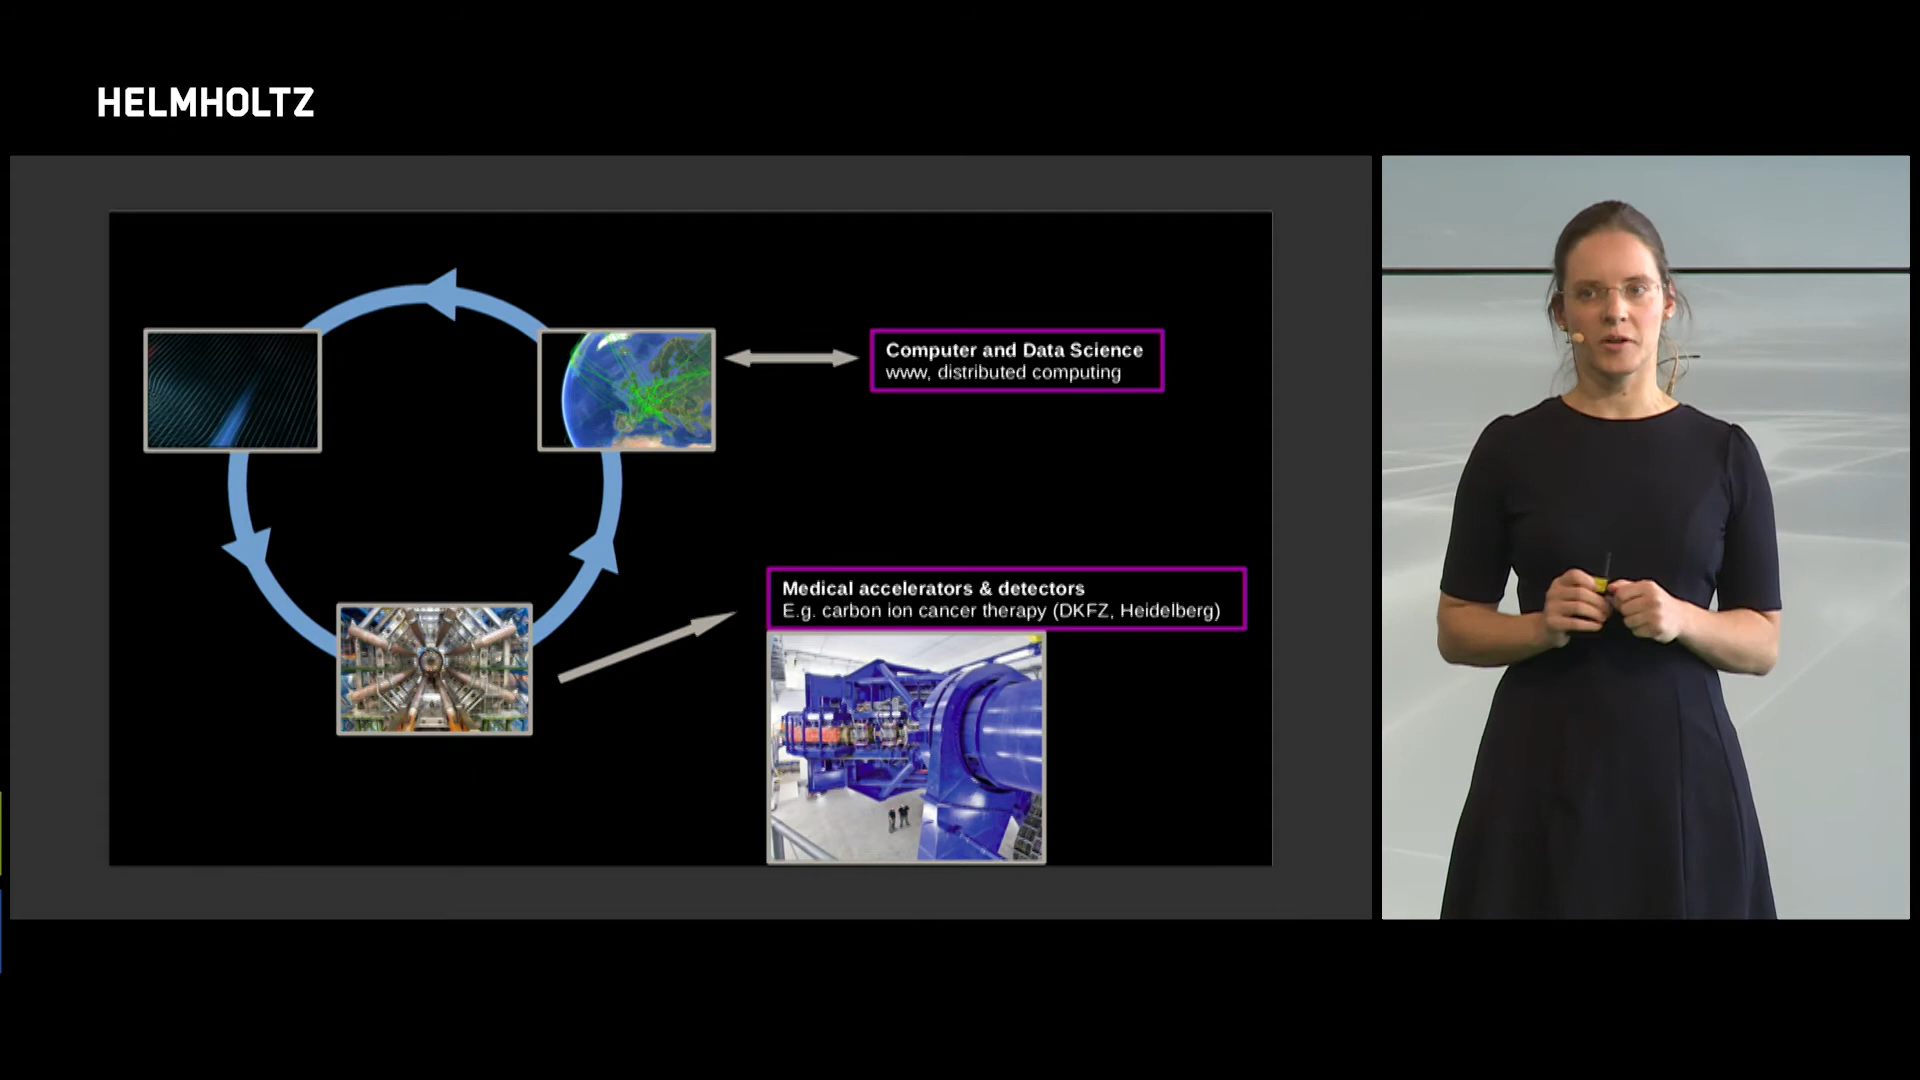 HELMHOLTZ
Computer and Data Science
www, distributed computing
Medical accelerators & detectors
E.g. carbon ion cancer therapy (DKFZ, Heidelberg)